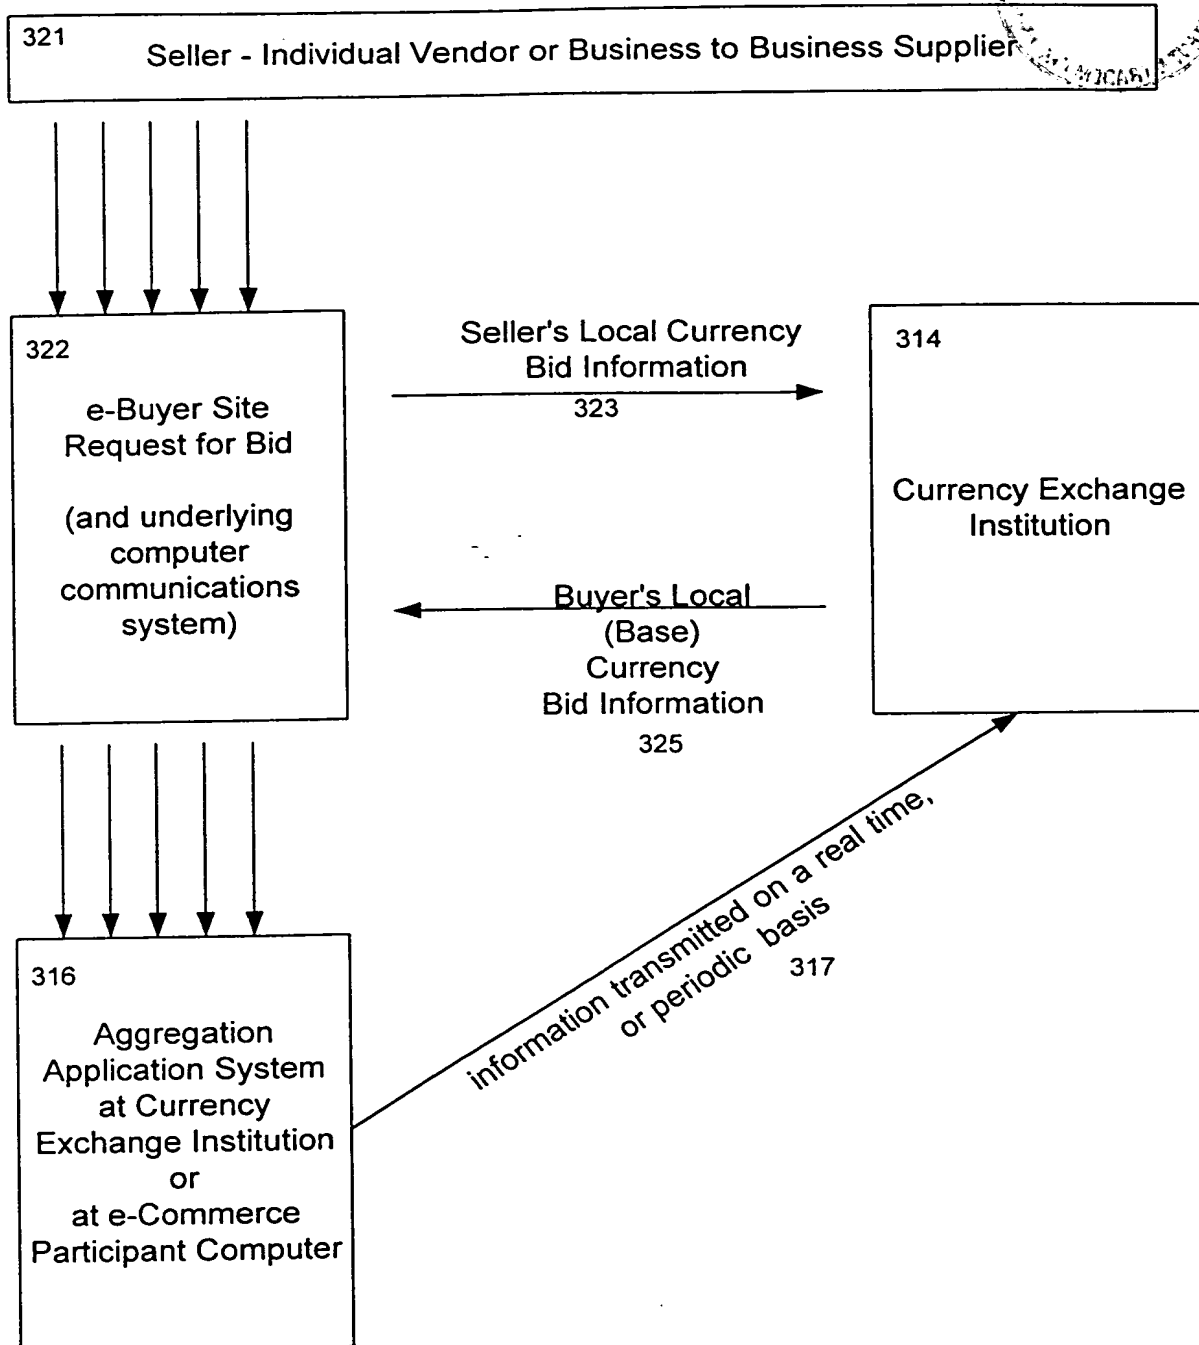 321
Seller - Individual Vendor or Business to Business Supplier
322
e-Buyer Site
Request for Bid
(and underlying
computer
communications
system)
Seller's Local Currency
Bid Information
323
314
Currency Exchange
Institution
Buyer's Local
(Base)
Currency
Bid Information
325
information transmitted on a real time,
or periodic basis
317
316
Aggregation
Application System
at Currency
Exchange Institution
or
at e-Commerce
Participant Computer